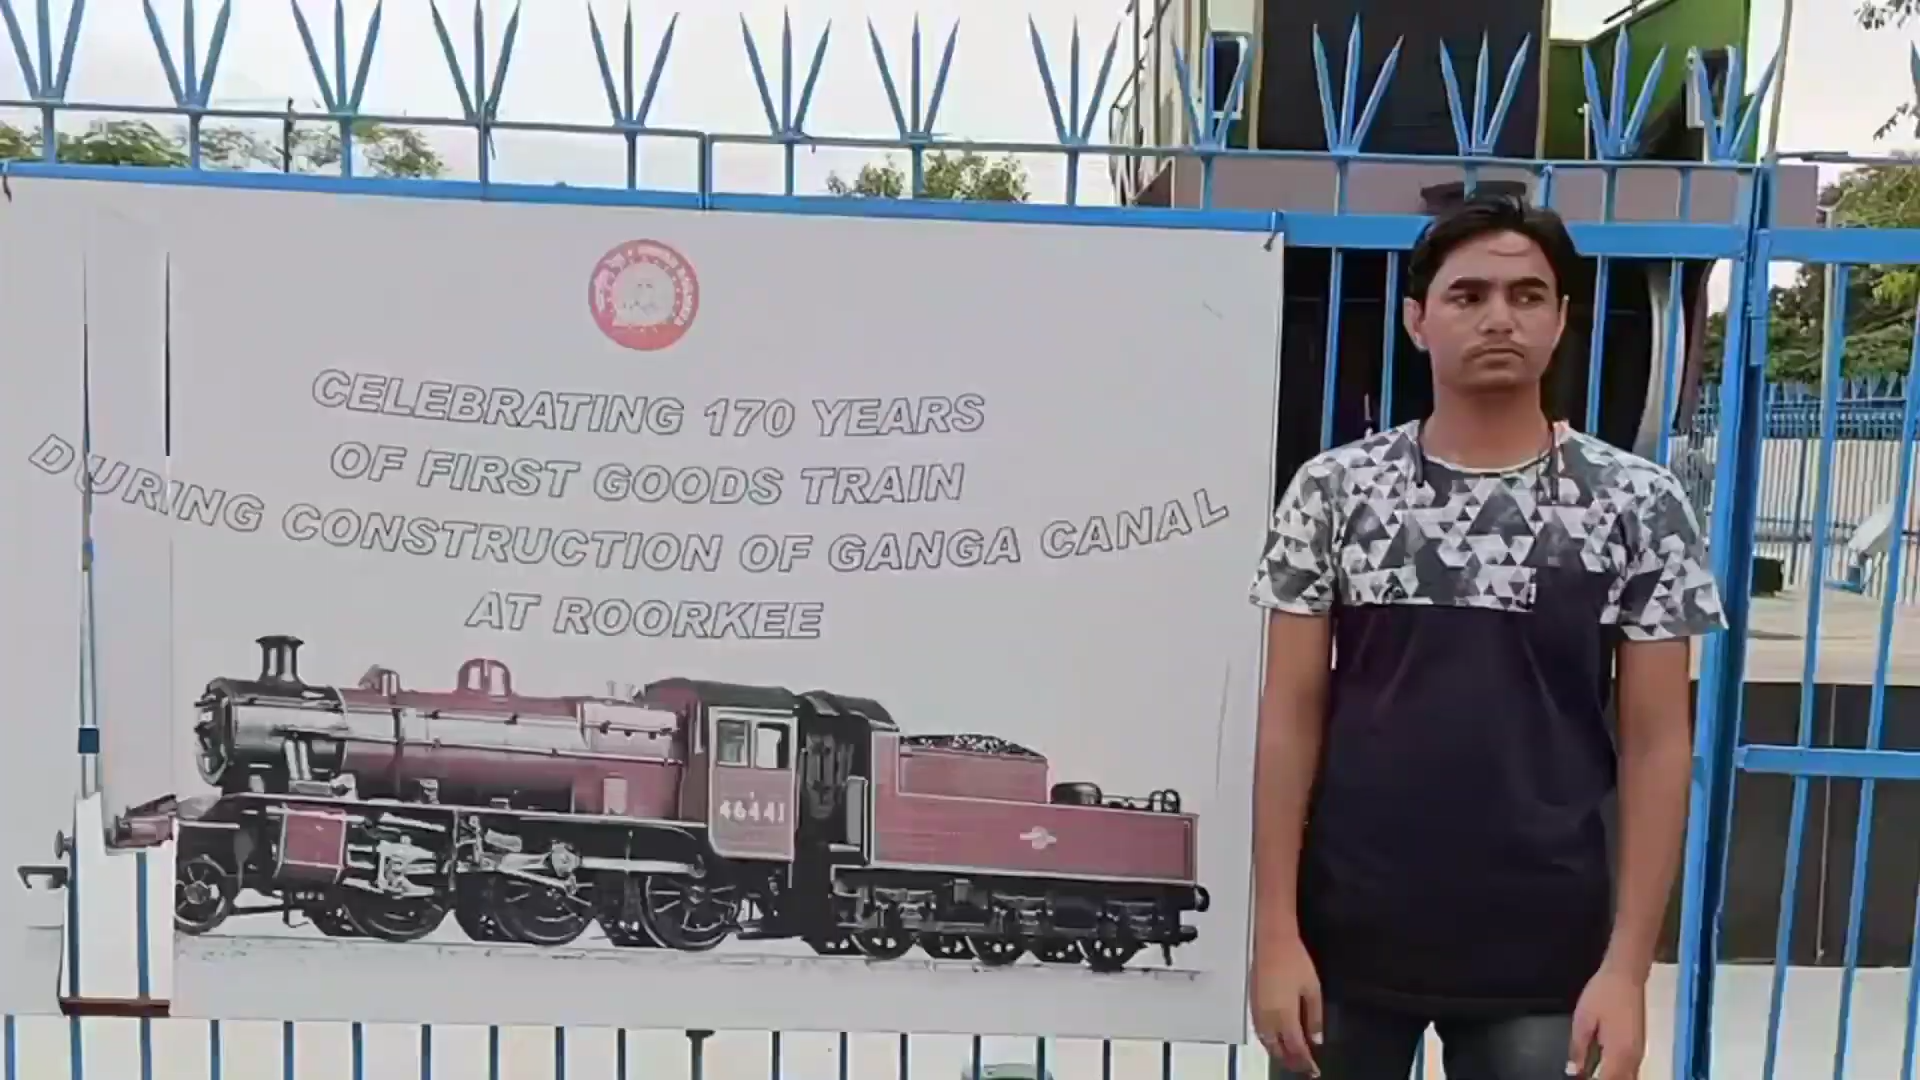 CELEBRATING 170 YEARS
OF FIRST GOODS TRAIN
DURING CONSTRUCTION OF GANGA CANAL
AT ROORKEE
46441